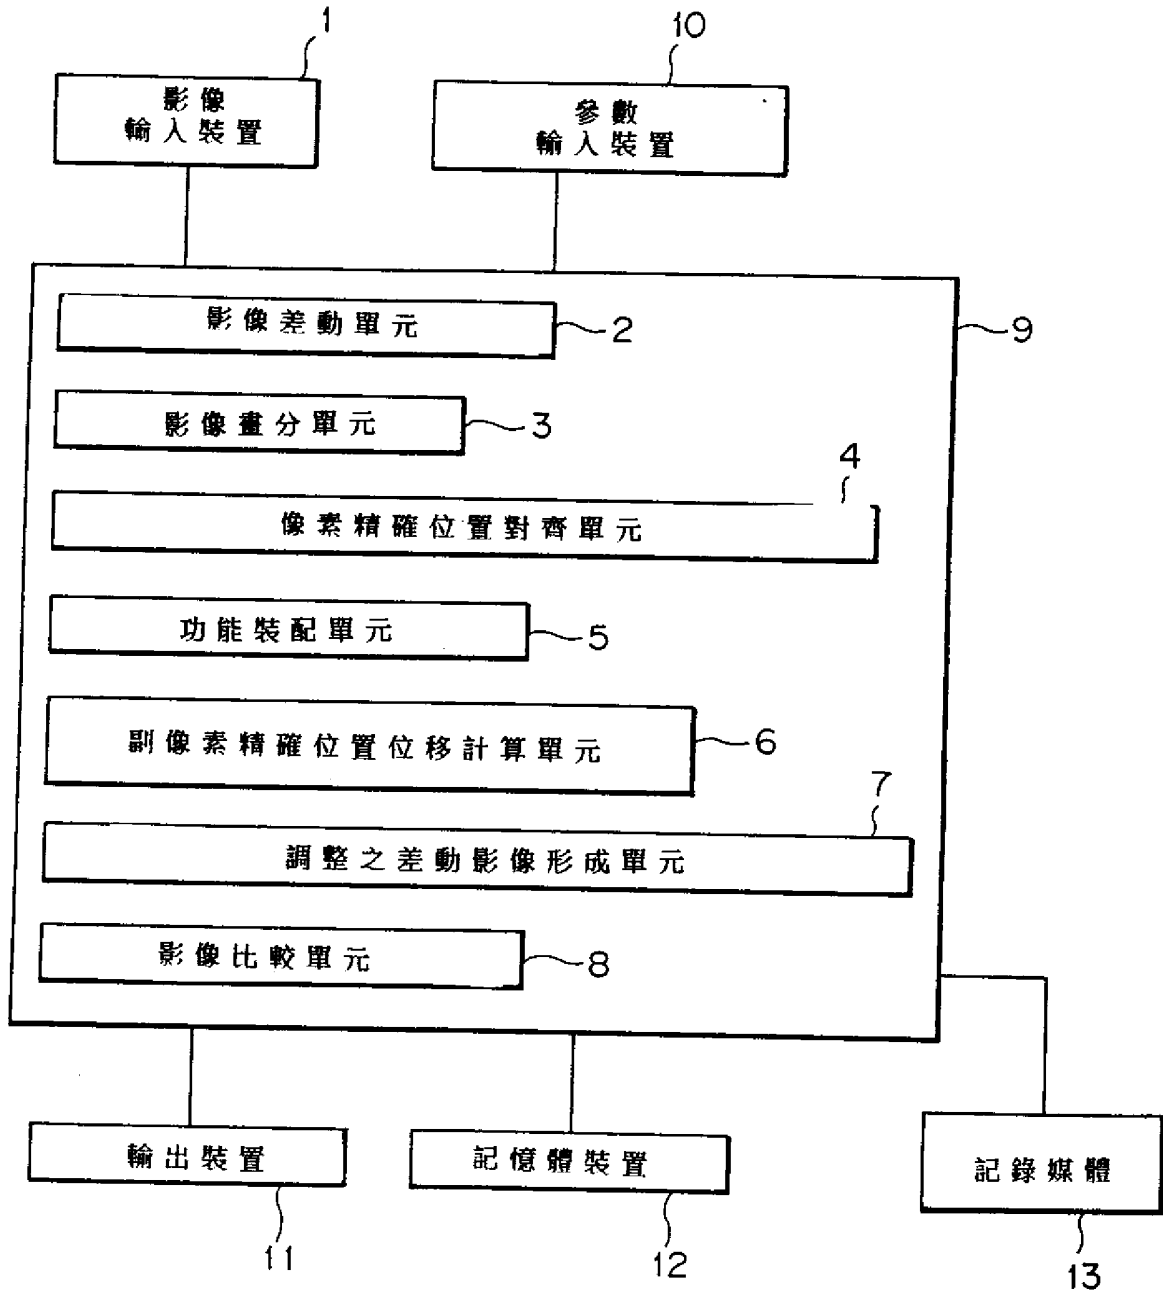 1
10
影像
輸入裝置
參數
輸入裝置
影像差動單元
2
9
影像畫分單元
3
4
像素精確位置對齊單元
功能裝配單元
5
副像素精確位置位移計算單元
6
7
調整之差動影像形成單元
影像比較單元
8
輸出裝置
記憶體裝置
記錄媒體
11
12
13